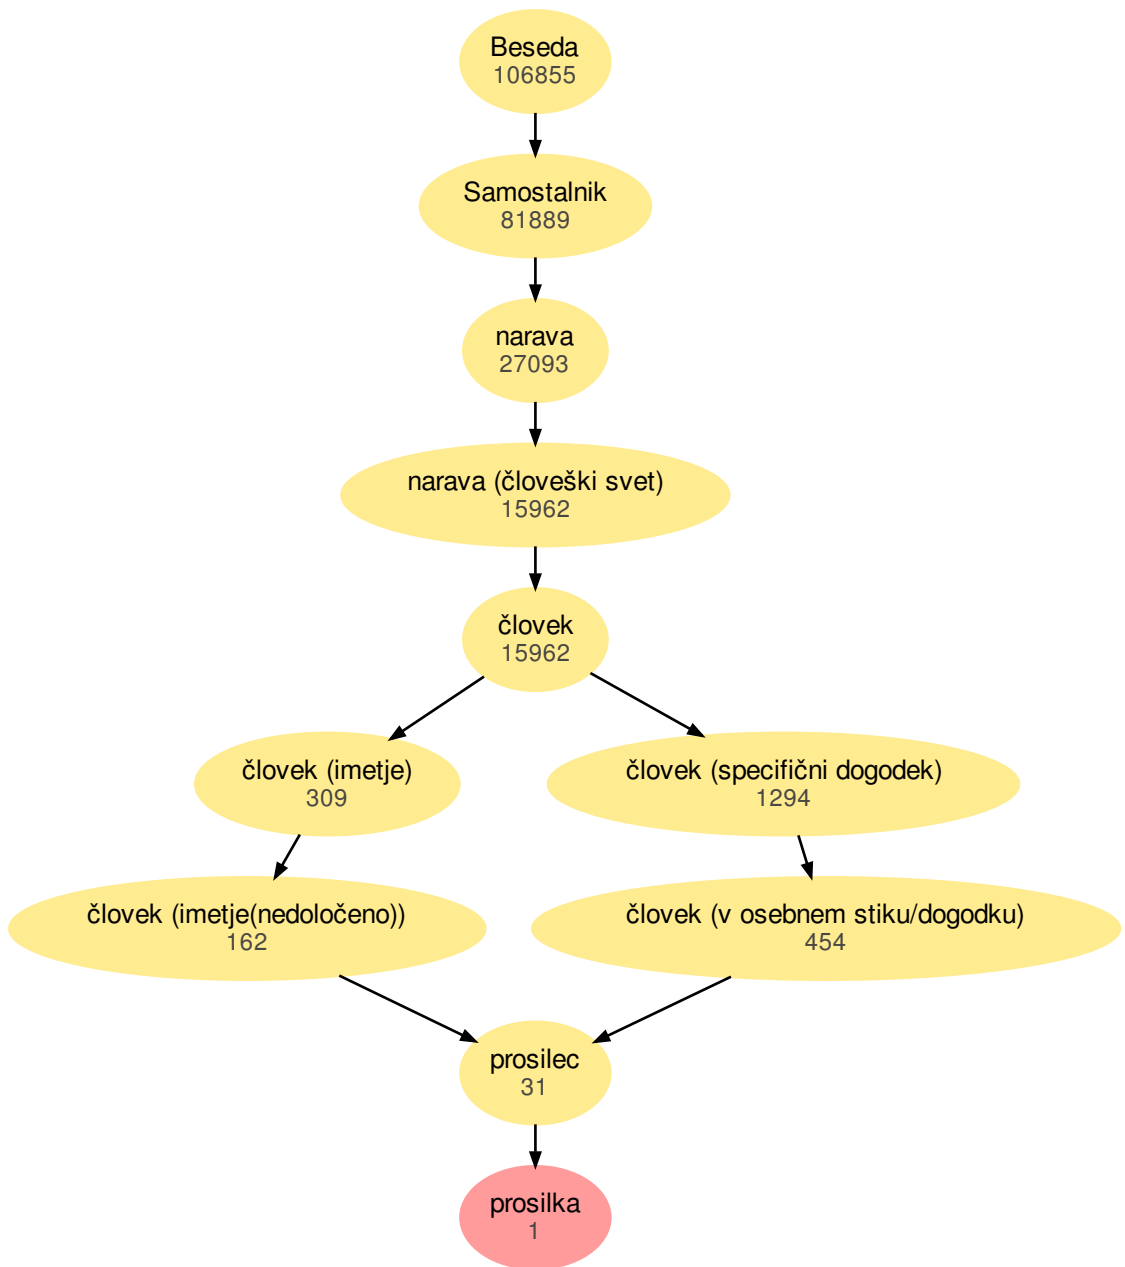 Beseda
106855
Samostalnik
81889
narava
27093
narava (človeški svet)
15962
človek
15962
človek (imetje)
309
človek (specifični dogodek)
1294
človek (imetje(nedoločeno))
162
človek (v osebnem stiku/dogodku)
454
prosilec
31
prosilka
1